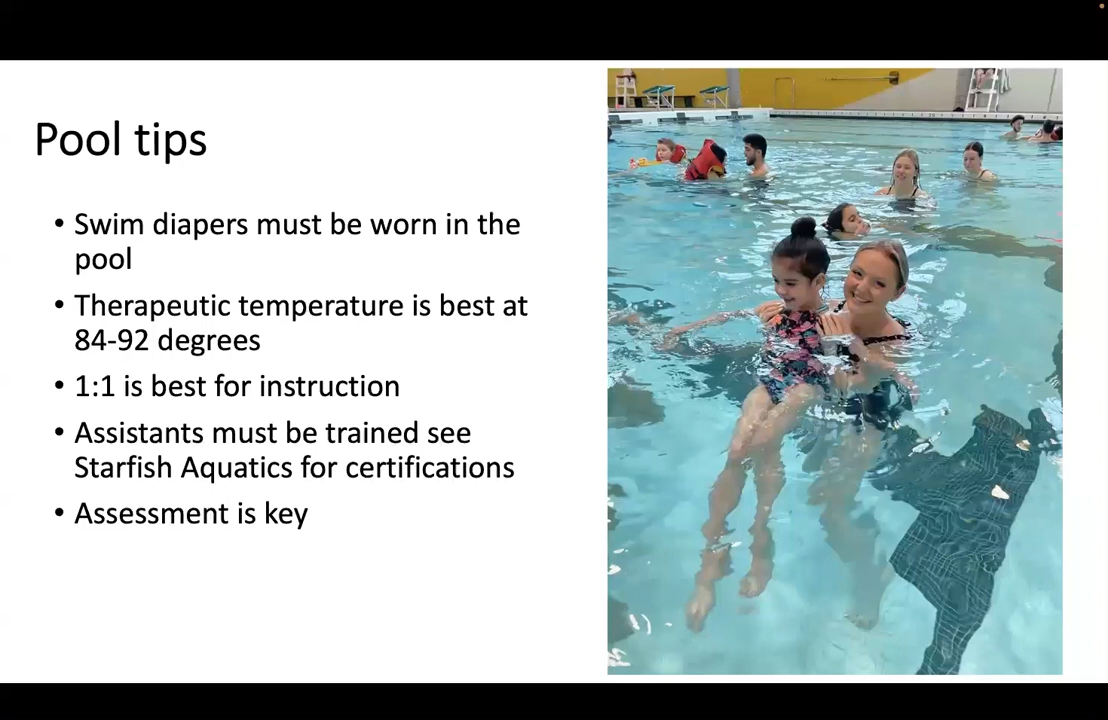 Pool tips
• Swim diapers must be worn in the
pool
• Therapeutic temperature is best at
84-92 degrees
• 1:1 is best for instruction
• Assistants must be trained see
Starfish Aquatics for certifications
• Assessment is key